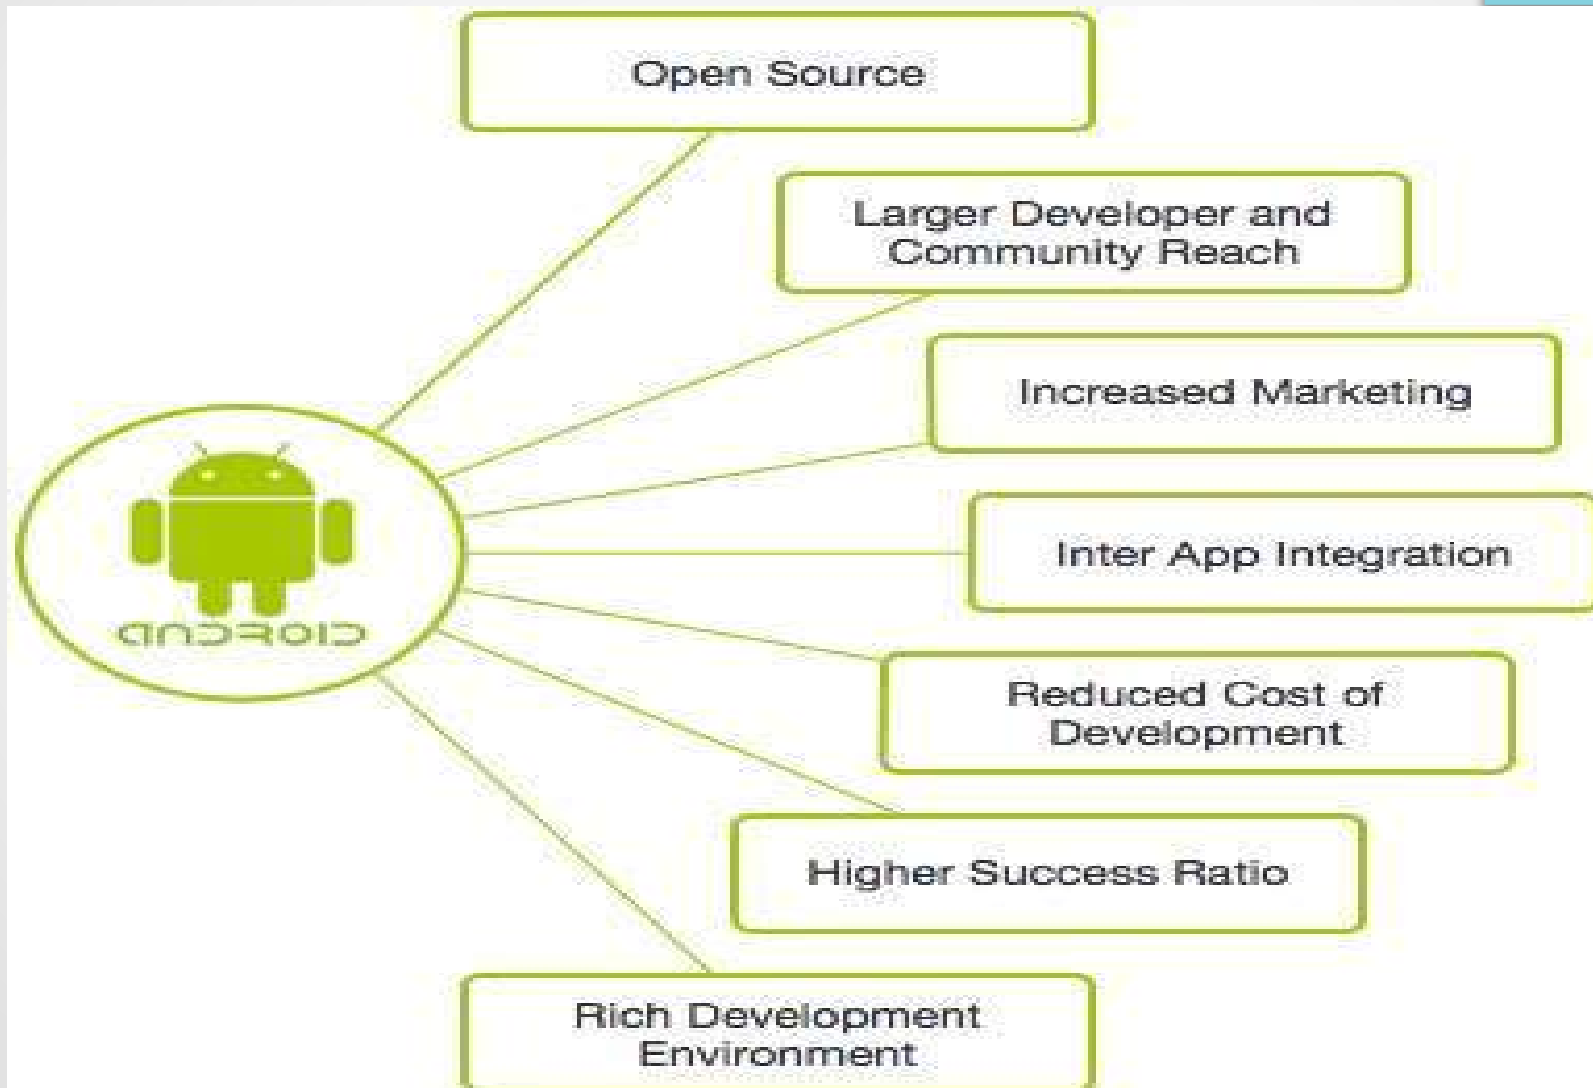 Open Source
Larger Developer and
Community Reach
Increased Marketing
Inter App Integration
ANDROID
Reduced Cost of
Development
Higher Success Ratio
Rich Development
Environment